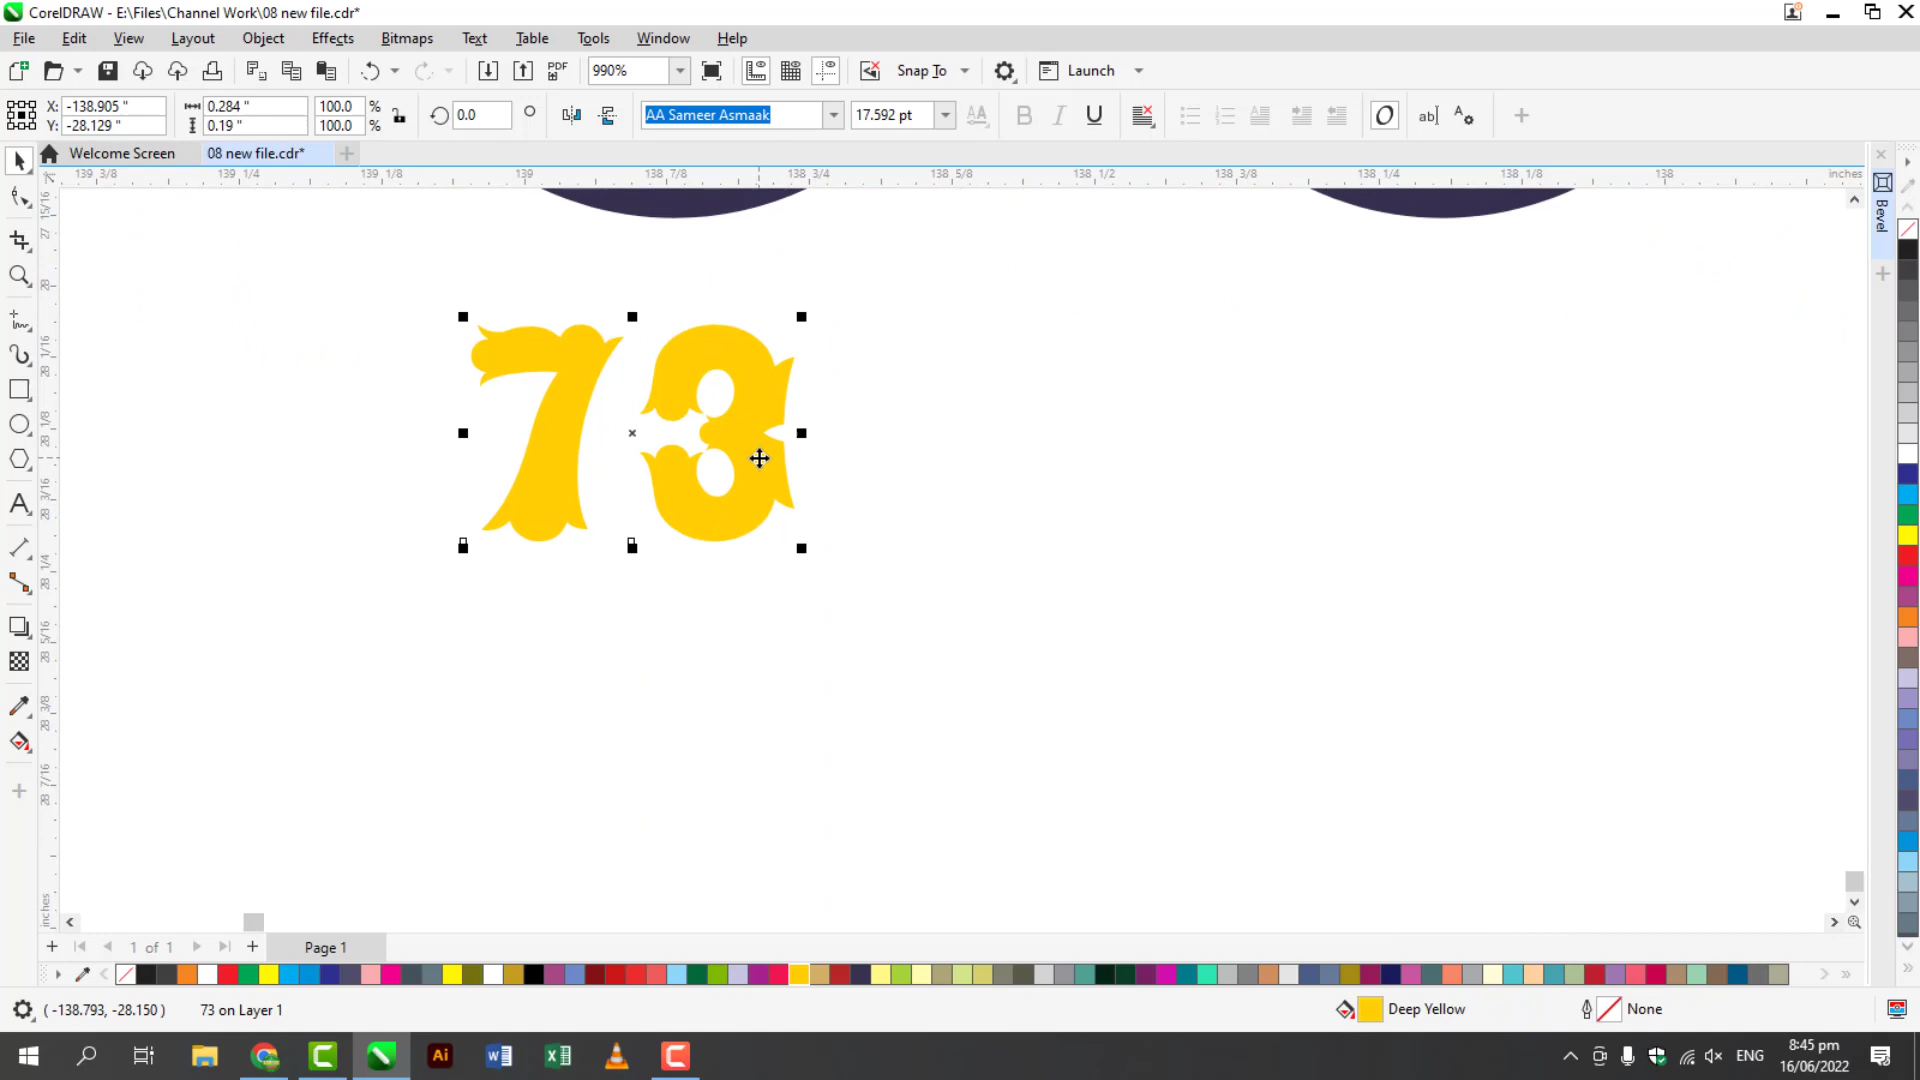 CorelDRAW - E:\Files\Channel Work\08 new file.cdr*
File Edit View Layout Object Effects Bitmaps Text Table Tools Window Help
PDF 990% Snap To Launch
X: -138.905 " 0.284 " 100.0 % 0.0 AA Sameer Asmaak 17.592 pt
Y: -28.129 " 0.19 " 100.0 %
Welcome Screen 08 new file.cdr*
139 3/8 139 1/4 139 1/8 139 138 7/8 138 3/4 138 5/8 138 1/2 138 3/8 138 1/4 138 1/8 138 inches
Bevel
73
inches
1 of 1 Page 1
( -138.793, -28.150 ) 73 on Layer 1 Deep Yellow None
8:45 pm
ENG
16/06/2022